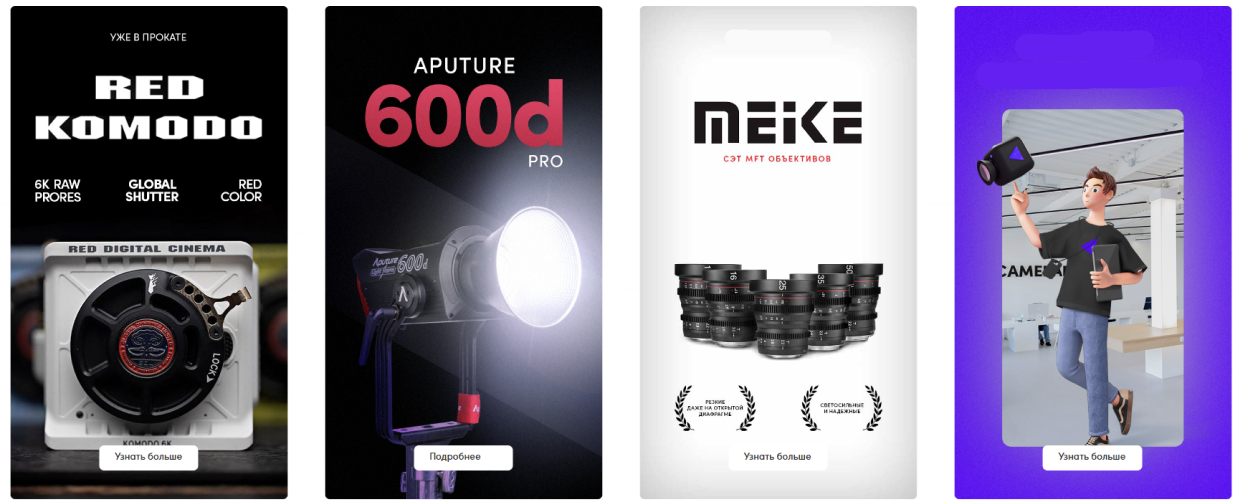 УЖЕ В ПРОКАТЕ
RED
KOMODO
6K RAW
PRORES
GLOBAL
SHUTTER
RED
COLOR
RED DIGITAL CINEMA
LOCK
KOMODO 6K
Узнать больше
APUTURE
600d
PRO
Aputure
600d
Подробнее
MEIKE
СЭТ MFT ОБЪЕКТИВОВ
16
25
35
50
РЕЗКИЕ
ДАЖЕ НА ОТКРЫТОЙ
ДИАФРАГМЕ
СВЕТОСИЛЬНЫЕ
И НАДЕЖНЫЕ
Узнать больше
Узнать больше